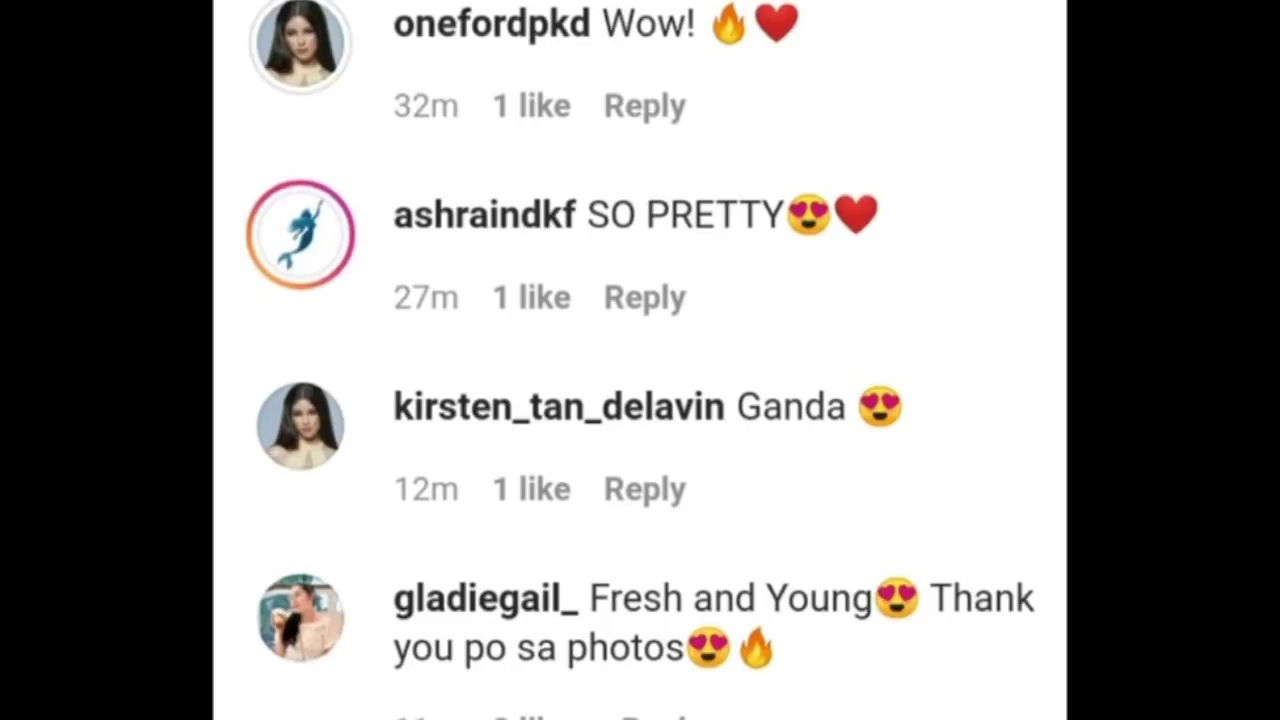 onefordpkd Wow! 🔥❤️
32m 1 like Reply
ashraindkf SO PRETTY😍❤️
27m 1 like Reply
kirsten_tan_delavin Ganda 😍
12m 1 like Reply
gladiegail_ Fresh and Young😍 Thank
you po sa photos😍🔥